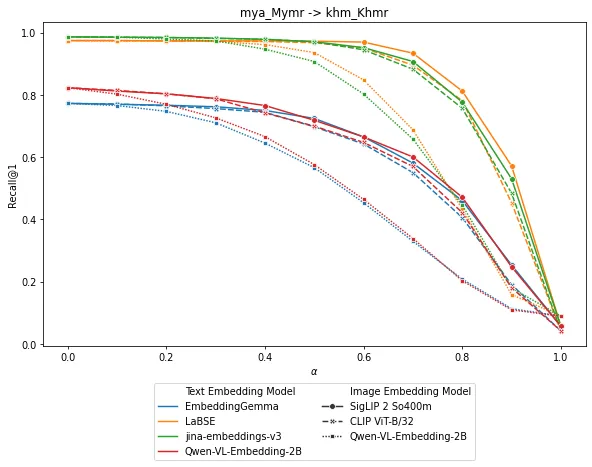 mya_Mymr -> khm_Khmr
Recall@1
1.0
0.8
0.6
0.4
0.2
0.0
0.0 0.2 0.4 0.6 0.8 1.0
α
Text Embedding Model
EmbeddingGemma
LaBSE
jina-embeddings-v3
Qwen-VL-Embedding-2B
Image Embedding Model
SigLIP 2 So400m
CLIP ViT-B/32
Qwen-VL-Embedding-2B